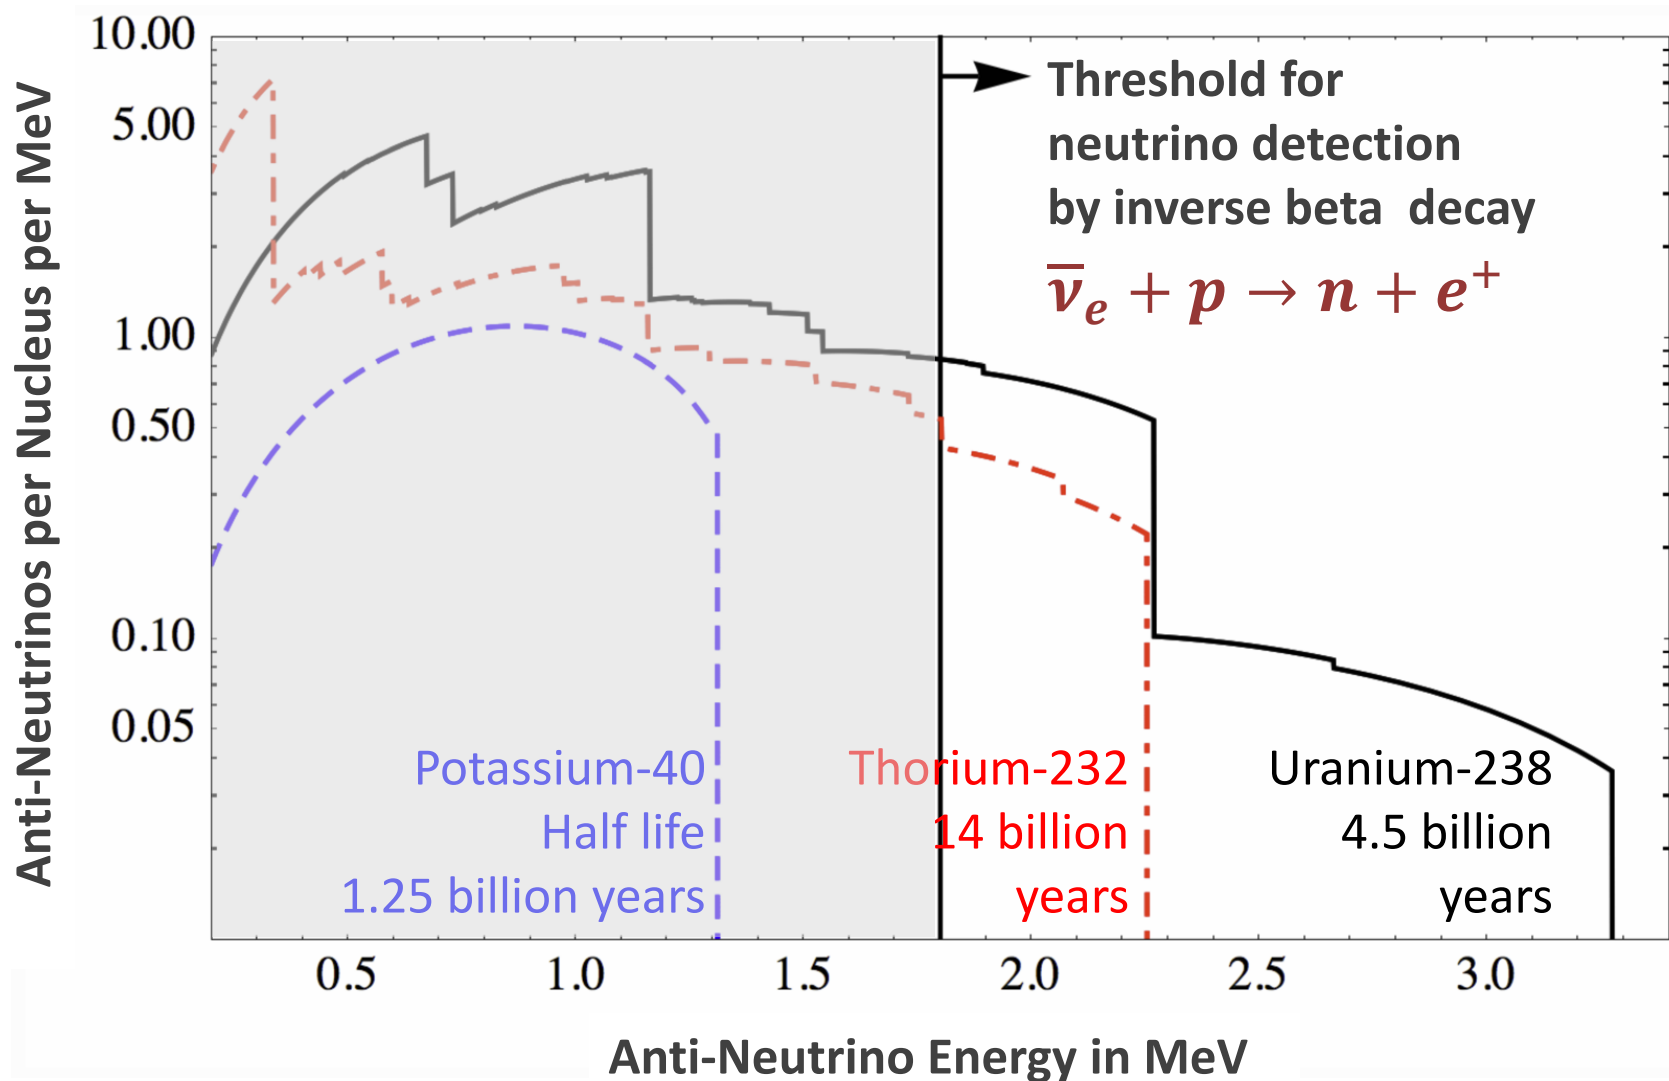 Anti-Neutrinos per Nucleus per MeV
10.00
5.00
1.00
0.50
0.10
0.05
Threshold for
neutrino detection
by inverse beta decay
ν̅e + p → n + e⁺
Potassium-40
Half life
1.25 billion years
Thorium-232
14 billion
years
Uranium-238
4.5 billion
years
0.5 1.0 1.5 2.0 2.5 3.0
Anti-Neutrino Energy in MeV